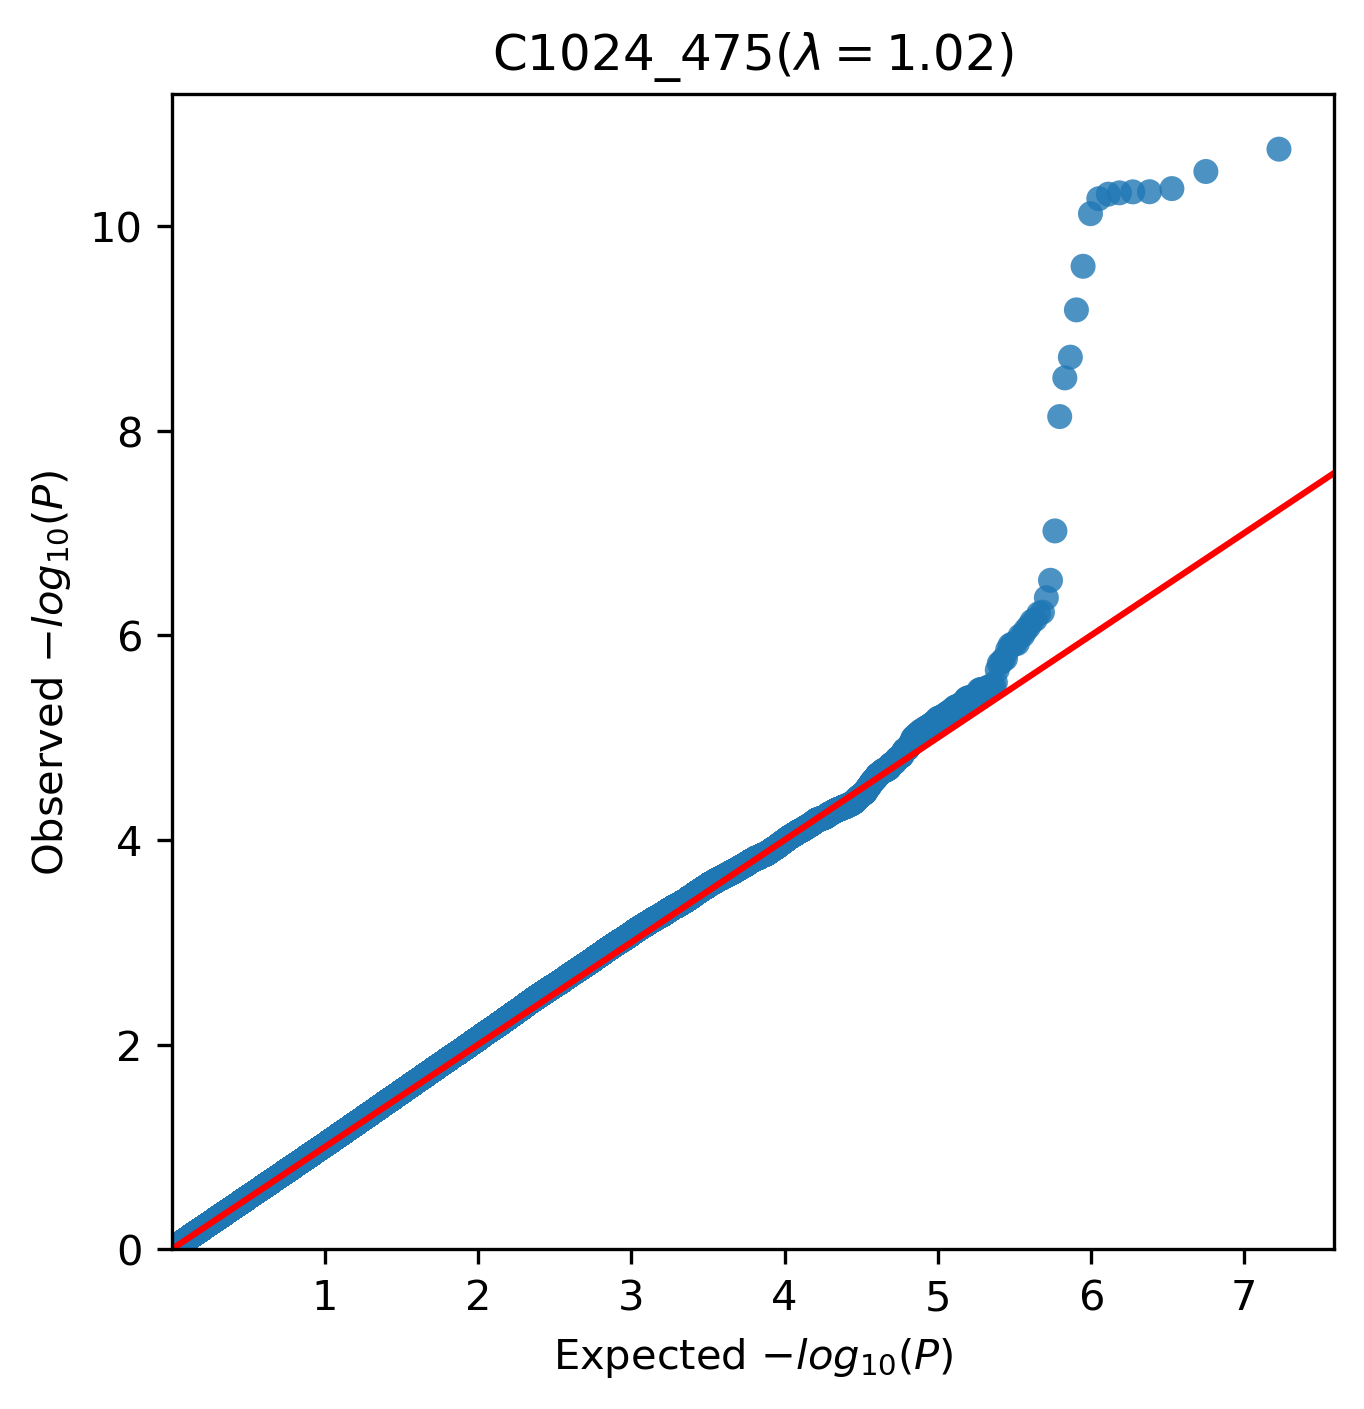 C1024_475(λ = 1.02)
Observed −log₁₀(P)
10
8
6
4
2
0
1 2 3 4 5 6 7
Expected −log₁₀(P)